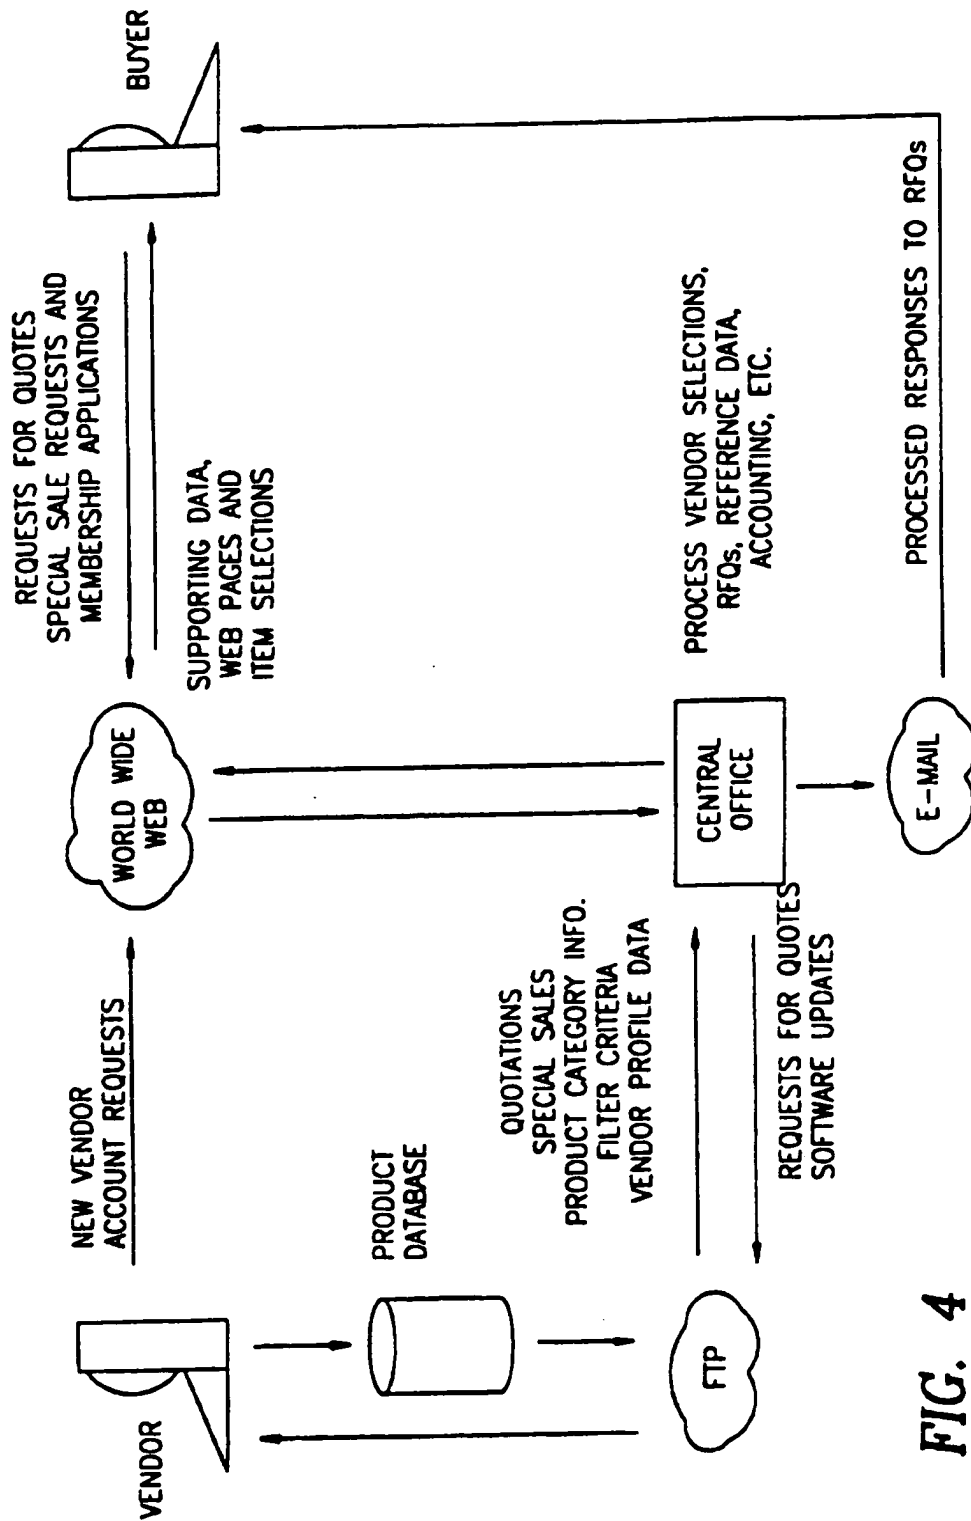 VENDOR
NEW VENDOR
ACCOUNT REQUESTS
WORLD WIDE
WEB
REQUESTS FOR QUOTES
SPECIAL SALE REQUESTS AND
MEMBERSHIP APPLICATIONS
BUYER
SUPPORTING DATA,
WEB PAGES AND
ITEM SELECTIONS
PRODUCT
DATABASE
QUOTATIONS
SPECIAL SALES
PRODUCT CATEGORY INFO.
FILTER CRITERIA
VENDOR PROFILE DATA
FTP
REQUESTS FOR QUOTES
SOFTWARE UPDATES
CENTRAL
OFFICE
PROCESS VENDOR SELECTIONS,
RFQs, REFERENCE DATA,
ACCOUNTING, ETC.
E-MAIL
PROCESSED RESPONSES TO RFQs
FIG. 4